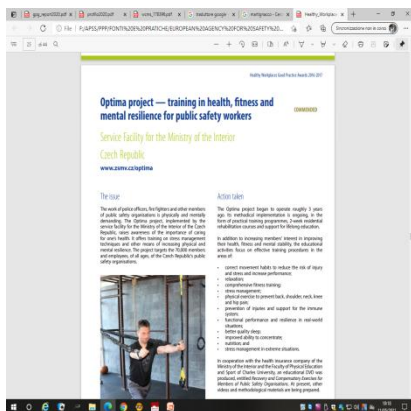 Healthy Workplaces Good Practice Awards 2016-2017
Optima project — training in health, fitness and
mental resilience for public safety workers
COMMENDED
Service Facility for the Ministry of the Interior
Czech Republic
www.zsmv.cz/optima
The issue
The work of police officers, fire fighters and other members
of public safety organisations is physically and mentally
demanding. The Optima project, implemented by the
service facility for the Ministry of the Interior of the Czech
Republic, raises awareness of the importance of caring
for one's health. It offers training on stress management
techniques and other means of increasing physical and
mental resilience. The project targets the 70,000 members
and employees, of all ages, of the Czech Republic's public
safety organisations.
Action taken
The Optima project began to operate roughly 3 years
ago. Its methodical implementation is ongoing, in the
form of practical training programmes, 2-week residential
rehabilitation courses and support for lifelong education.
In addition to increasing members' interest in improving
their health, fitness and mental stability, the educational
activities focus on effective training procedures in the
areas of:
• correct movement habits to reduce the risk of injury
and stress and increase performance;
• relaxation;
• comprehensive fitness training;
• stress management;
• physical exercise to prevent back, shoulder, neck, knee
and hip pain;
• prevention of injuries and support for the immune
system;
• functional performance and resilience in real-world
situations;
• better quality sleep;
• improved ability to concentrate;
• nutrition; and
• stress management in extreme situations.
In cooperation with the health insurance company of the
Ministry of the Interior and the Faculty of Physical Education
and Sport of Charles University, an educational DVD was
produced, entitled Recovery and Compensatory Exercise for
Members of Public Safety Organisations. At present, other
videos and methodological materials are being prepared.